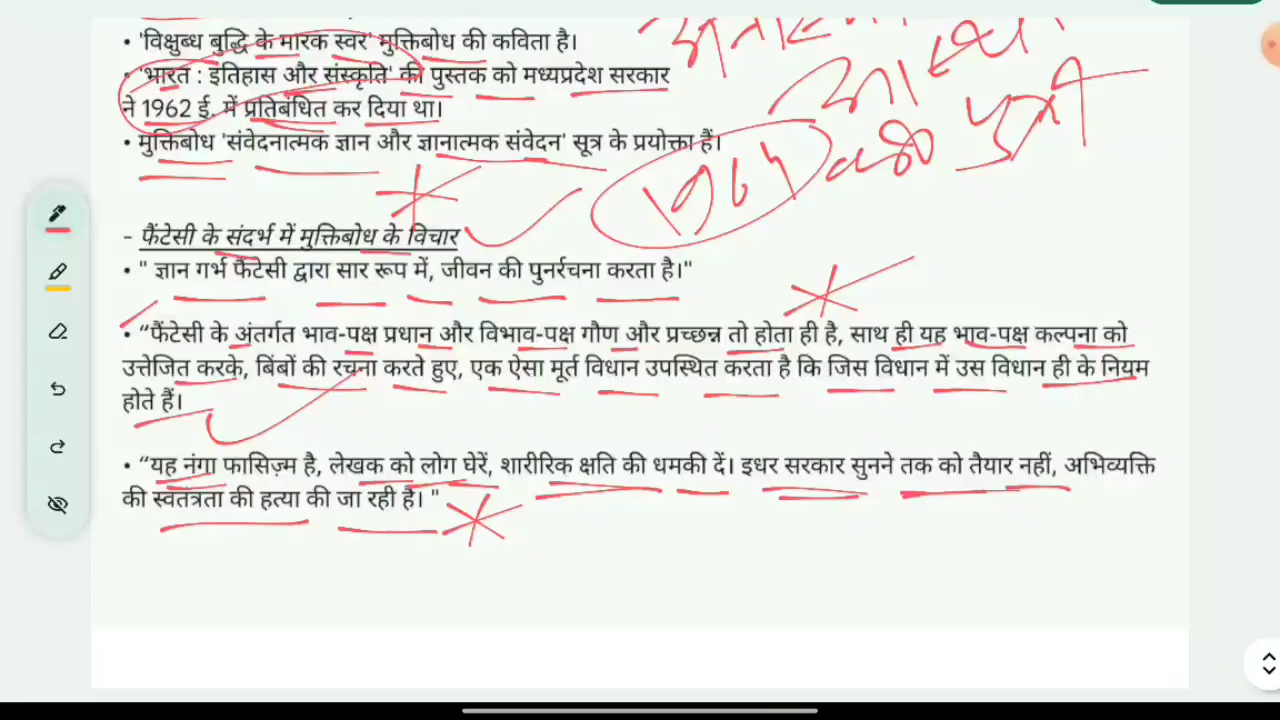 • 'विक्षुब्ध बुद्धि के मारक स्वर' मुक्तिबोध की कविता है।
• 'भारत : इतिहास और संस्कृति' की पुस्तक को मध्यप्रदेश सरकार
ने 1962 ई. में प्रतिबंधित कर दिया था।
• मुक्तिबोध 'संवेदनात्मक ज्ञान और ज्ञानात्मक संवेदन' सूत्र के प्रयोक्ता हैं।
- फैंटेसी के संदर्भ में मुक्तिबोध के विचार
• " ज्ञान गर्भ फैंटेसी द्वारा सार रूप में, जीवन की पुनर्रचना करता है।"
• “फैंटेसी के अंतर्गत भाव-पक्ष प्रधान और विभाव-पक्ष गौण और प्रच्छन्न तो होता ही है, साथ ही यह भाव-पक्ष कल्पना को
उत्तेजित करके, बिंबों की रचना करते हुए, एक ऐसा मूर्त विधान उपस्थित करता है कि जिस विधान में उस विधान ही के नियम
होते हैं।
• “यह नंगा फासिज़्म है, लेखक को लोग घेरें, शारीरिक क्षति की धमकी दें। इधर सरकार सुनने तक को तैयार नहीं, अभिव्यक्ति
की स्वतंत्रता की हत्या की जा रही है। "